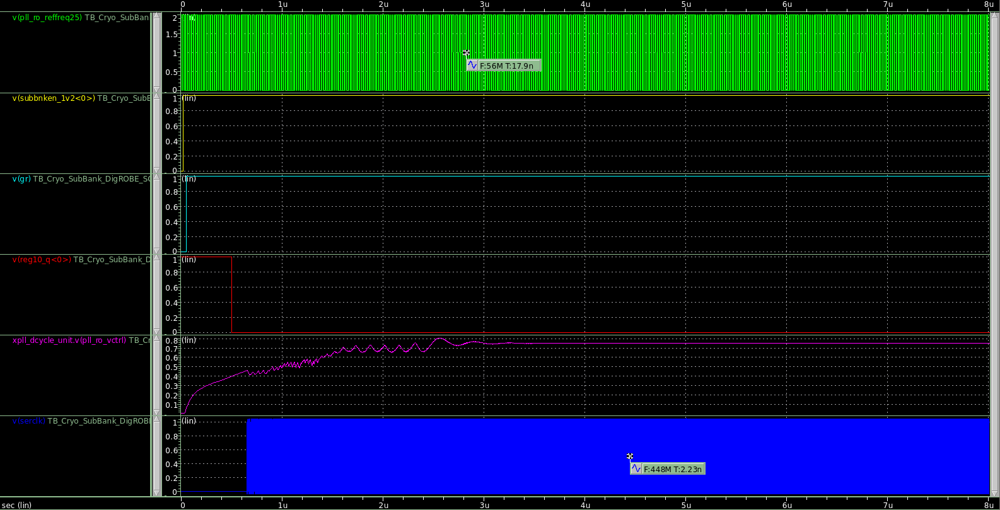 0 1u 2u 3u 4u 5u 6u 7u 8u
v(pll_ro_reffreq25) TB_Cryo_SubBan
2
1.5
1
0.5
0
F:56M T:17.9n
v(subbnken_1v2<0>) TB_Cryo_SubB
(lin)
1
0.8
0.6
0.4
0.2
0
v(gr) TB_Cryo_SubBank_DigROBE_SC
(lin)
1
0.8
0.6
0.4
0.2
0
v(reg10_q<0>) TB_Cryo_SubBank_D
(lin)
1
0.8
0.6
0.4
0.2
0
xpll_dcycle_unit.v(pll_ro_vctrl) TB_Cr
(lin)
0.8
0.7
0.6
0.5
0.4
0.3
0.2
0.1
v(serclk) TB_Cryo_SubBank_DigROBE
(lin)
1
0.8
0.6
0.4
0.2
0
F:448M T:2.23n
sec (lin) 0 1u 2u 3u 4u 5u 6u 7u 8u